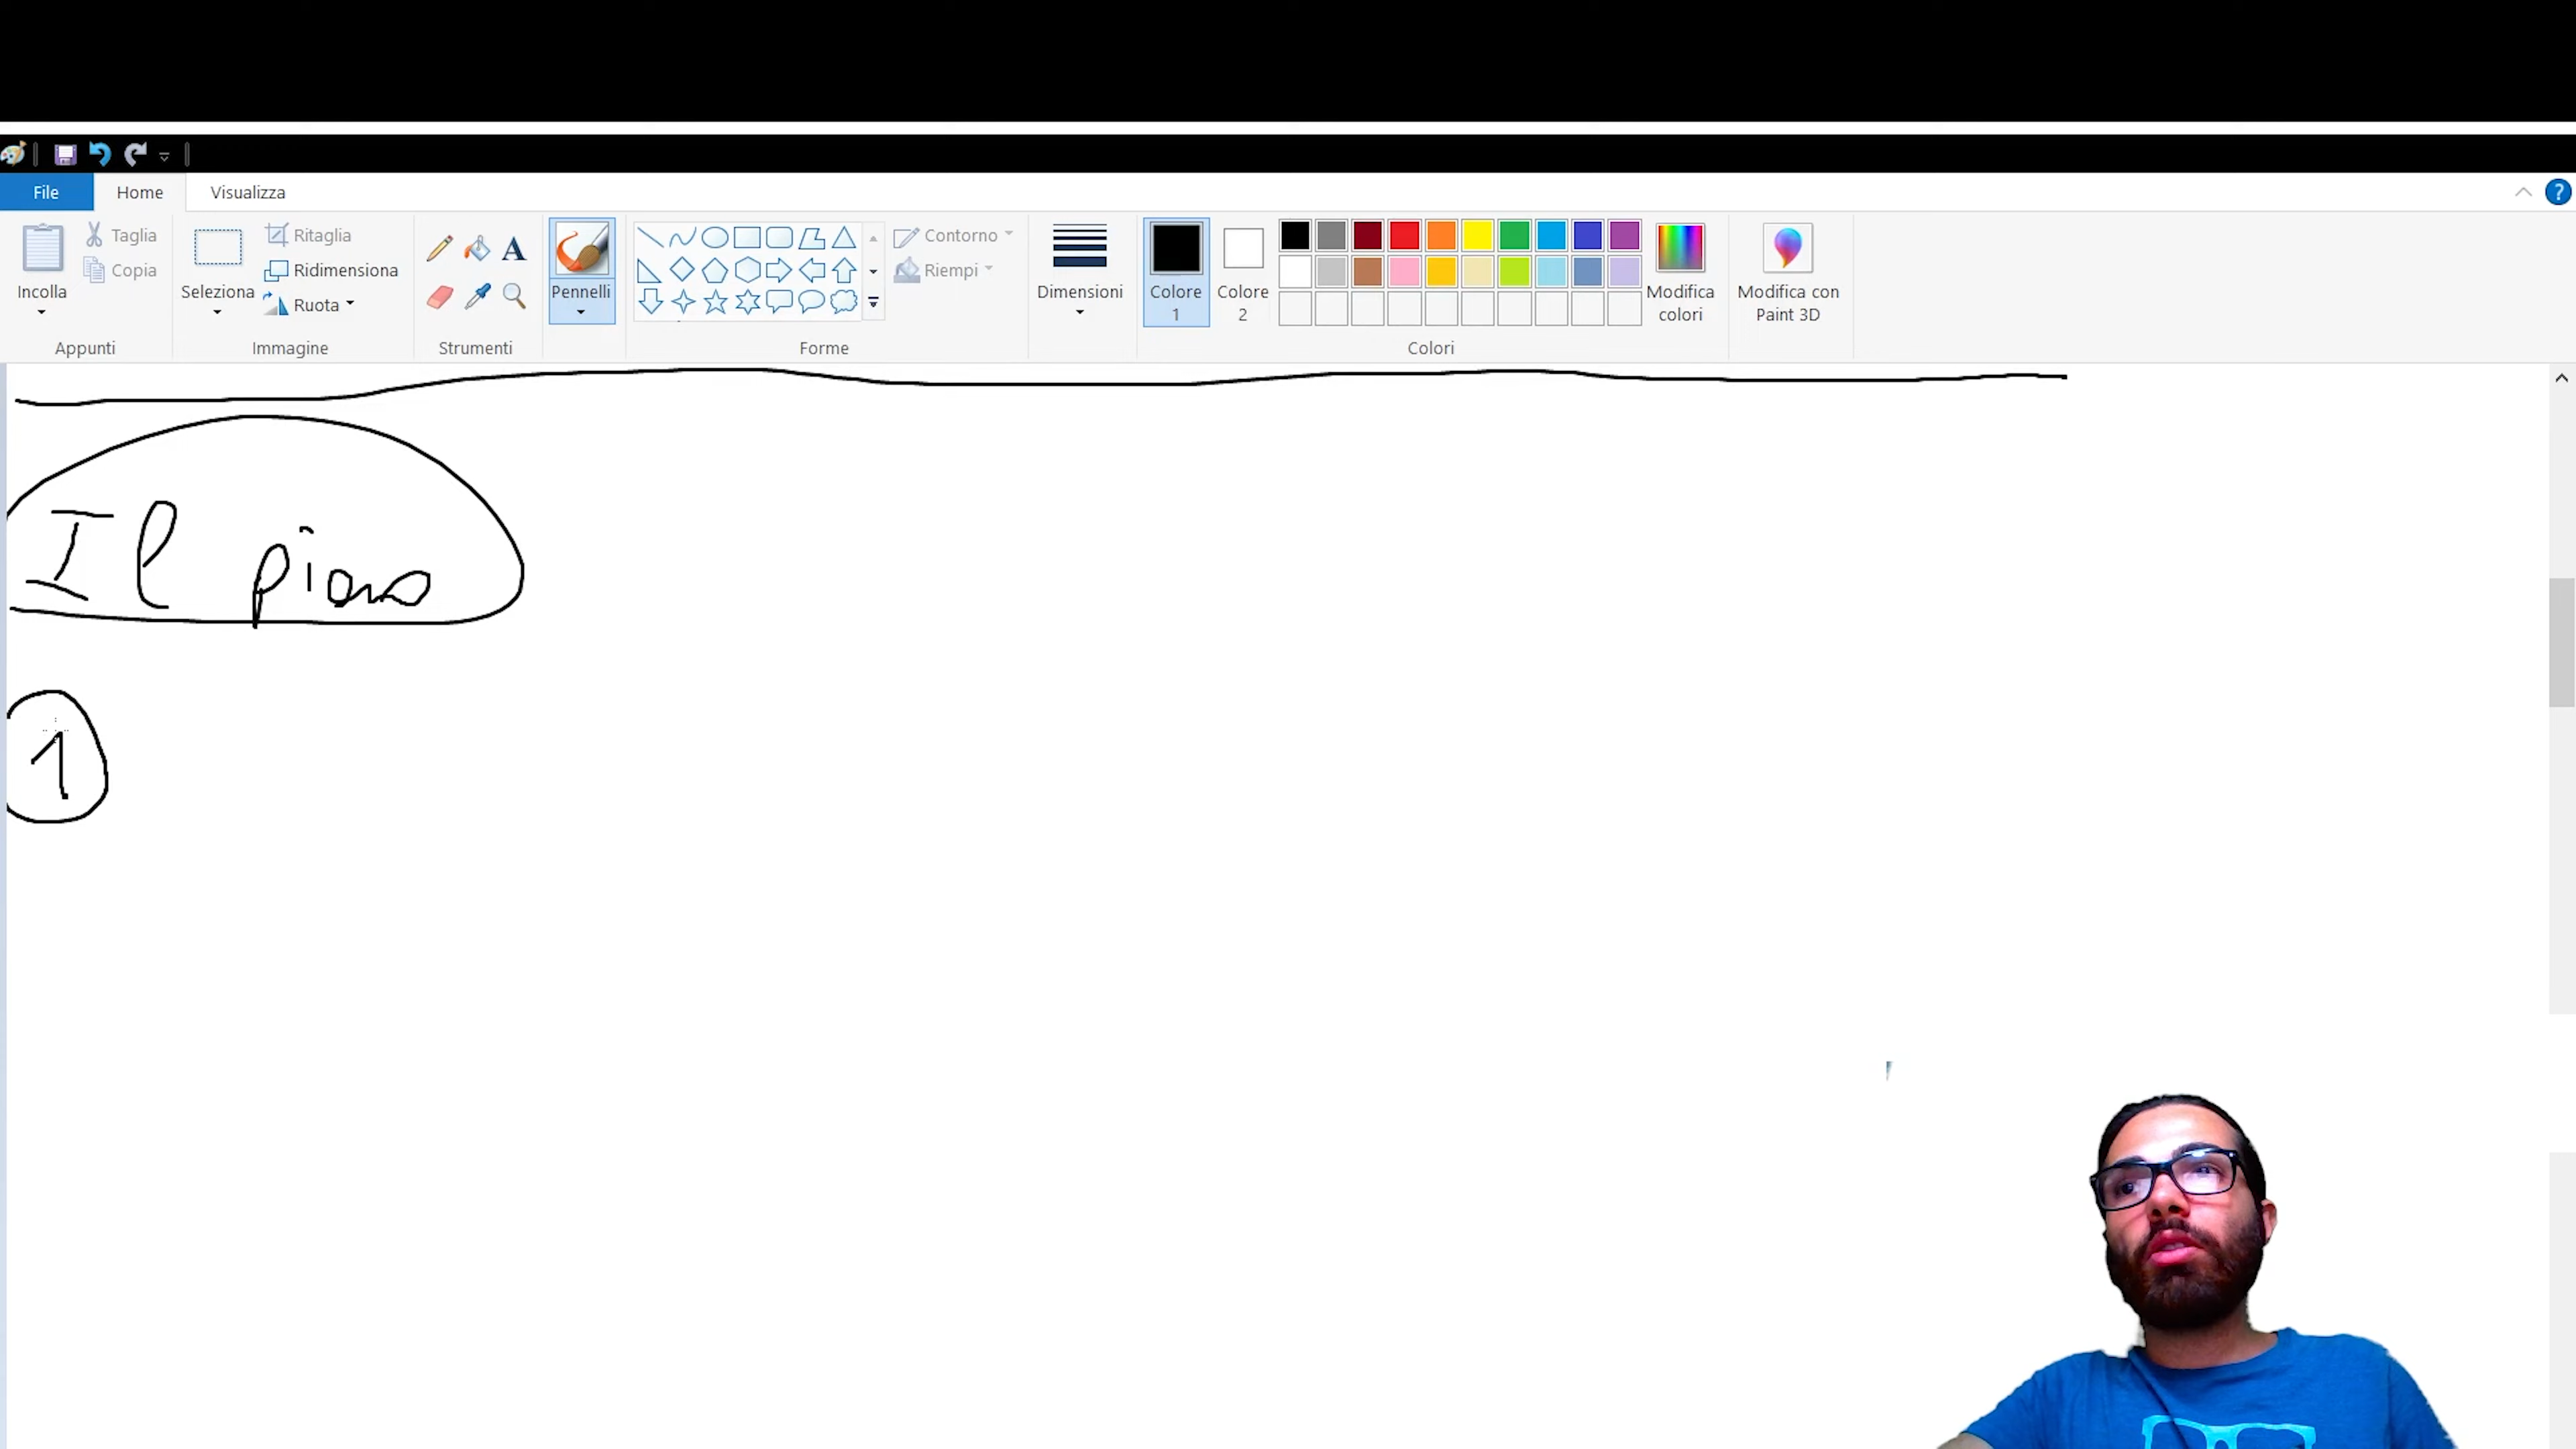 File Home Visualizza
Incolla
Taglia
Copia
Appunti
Seleziona
Ritaglia
Ridimensiona
Ruota
Immagine
A
Strumenti
Pennelli
Forme
Contorno
Riempi
Dimensioni
Colore
1
Colore
2
Modifica
colori
Colori
Modifica con
Paint 3D
?
Il piano
1